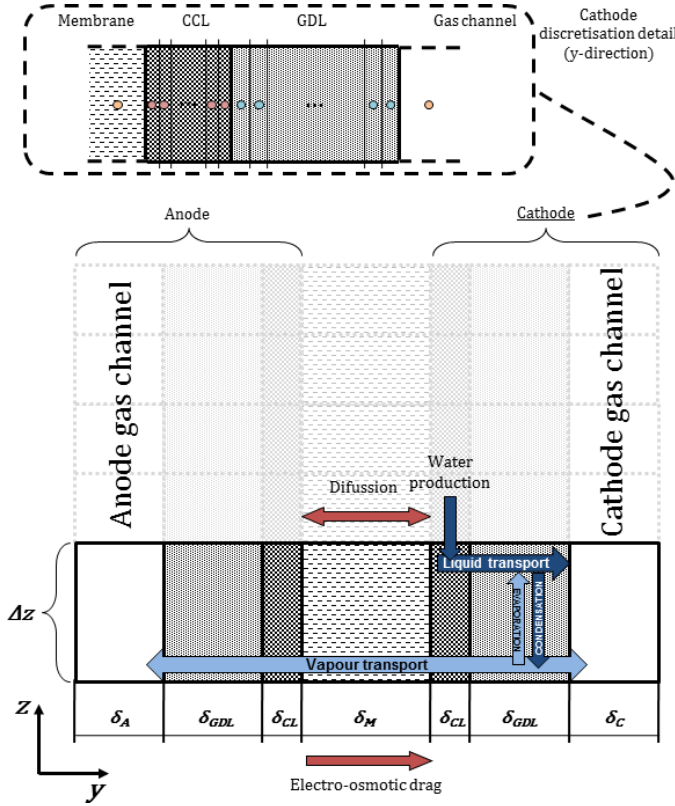 Membrane CCL GDL Gas channel
Cathode
discretisation detail
(y-direction)
... ...
Anode
Cathode
Anode gas channel
Cathode gas channel
Water
production
Difussion
Liquid transport
EVAPORATION
CONDENSATION
Δz
Vapour transport
z
y
δA δGDL δCL δM δCL δGDL δC
Electro-osmotic drag